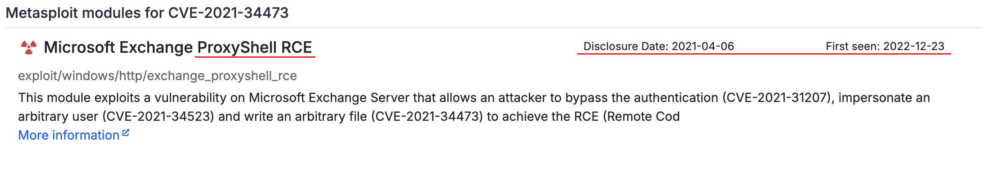 Metasploit modules for CVE-2021-34473
Microsoft Exchange ProxyShell RCE
Disclosure Date: 2021-04-06
First seen: 2022-12-23
exploit/windows/http/exchange_proxyshell_rce
This module exploits a vulnerability on Microsoft Exchange Server that allows an attacker to bypass the authentication (CVE-2021-31207), impersonate an
arbitrary user (CVE-2021-34523) and write an arbitrary file (CVE-2021-34473) to achieve the RCE (Remote Cod
More information